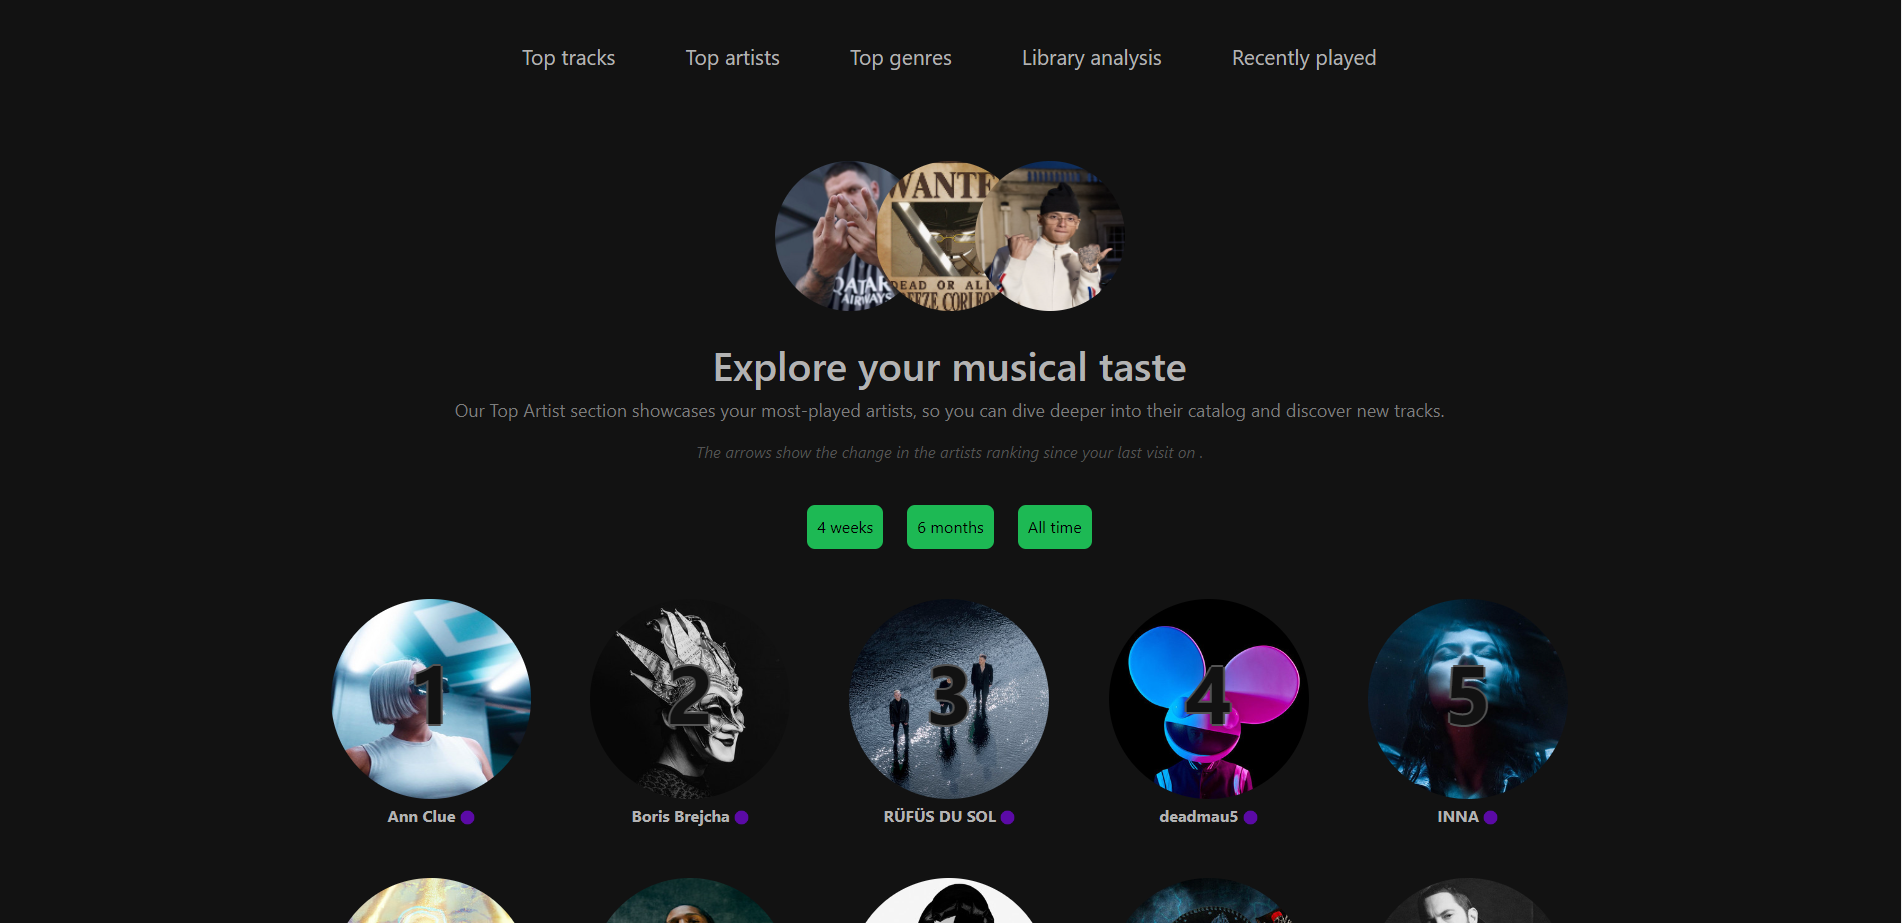 Top tracks Top artists Top genres Library analysis Recently played
WANTE
DEAD OR ALI
EEZE CORLEO
QATAR
AIRWAYS
Explore your musical taste
Our Top Artist section showcases your most-played artists, so you can dive deeper into their catalog and discover new tracks.
The arrows show the change in the artists ranking since your last visit on .
4 weeks 6 months All time
1 2 3 4 5
Ann Clue Boris Brejcha RÜFÜS DU SOL deadmau5 INNA